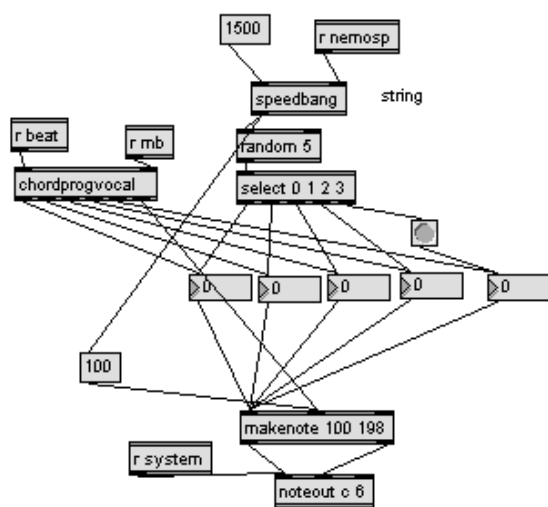 1500
r nemosp
speedbang
string
r beat
r mb
random 5
chordprogvocal
select 0 1 2 3
0
0
0
0
0
100
makenote 100 198
r system
noteout c 6